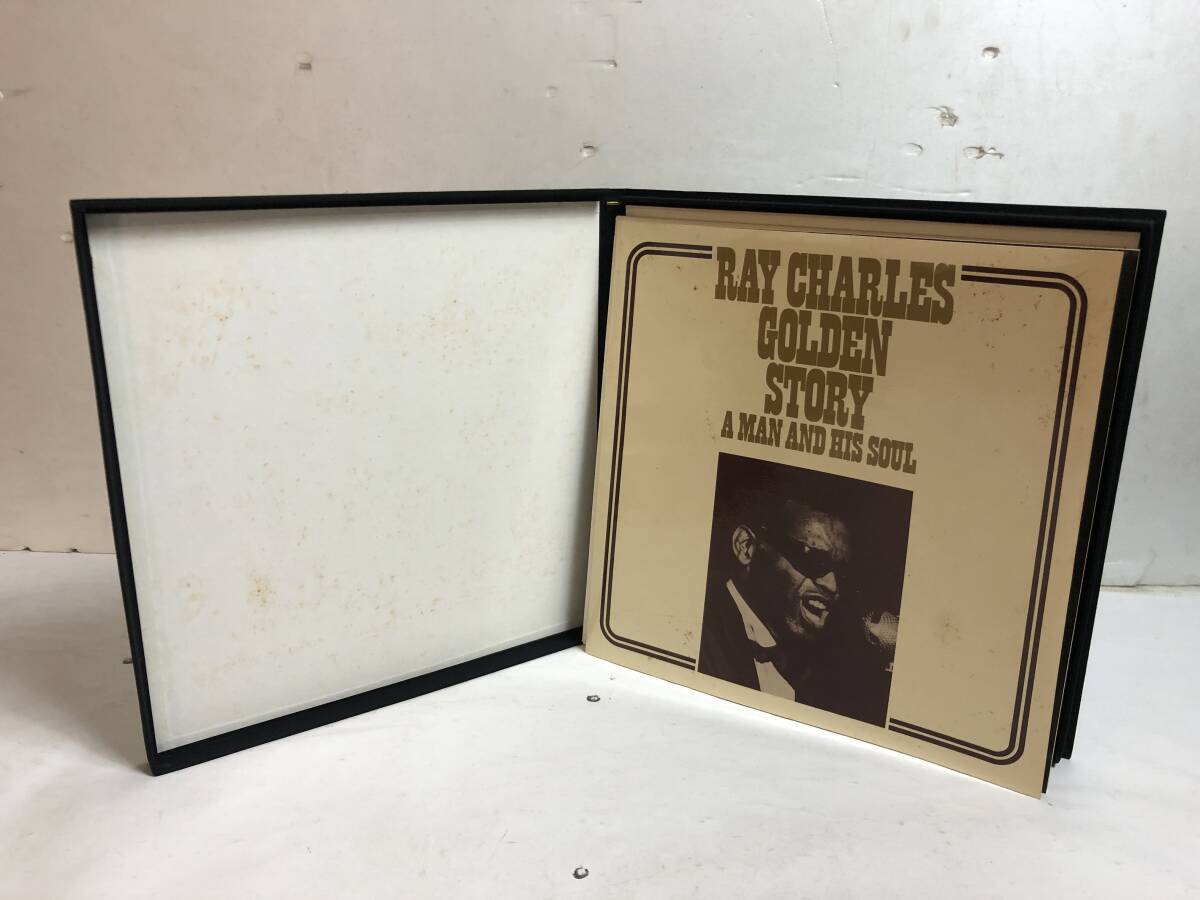 RAY CHARLES
GOLDEN
STORY
A MAN AND HIS SOUL